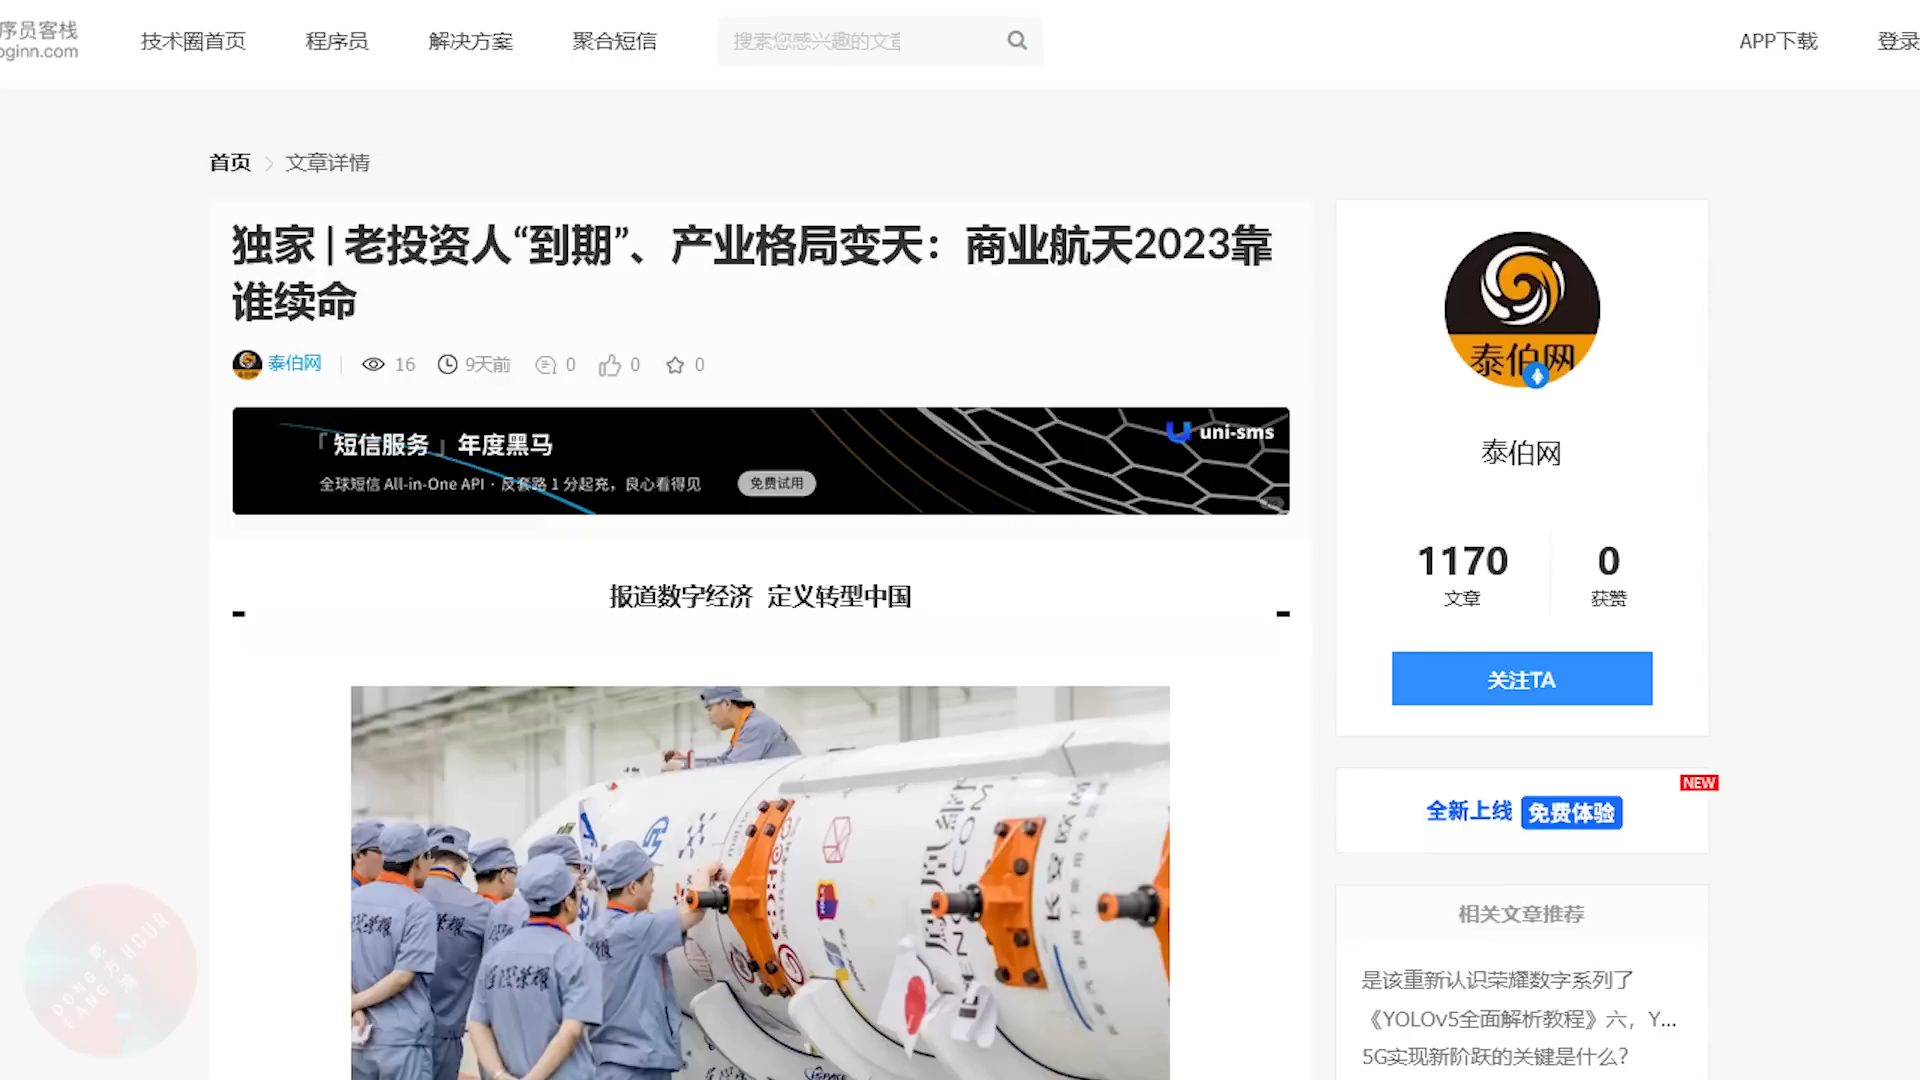 序员客栈
oginn.com
技术圈首页
程序员
解决方案
聚合短信
搜索您感兴趣的文章
APP下载
登录
首页
文章详情
独家 | 老投资人“到期”、产业格局变天：商业航天2023靠
谁续命
泰伯网
16
9天前
0
0
0
「短信服务」年度黑马
全球短信 All-in-One API · 反套路 1 分起充，良心看得见
免费试用
uni-sms
报道数字经济 定义转型中国
泰伯网
泰伯网
1170
文章
0
获赞
关注TA
NEW
全新上线
免费体验
相关文章推荐
是该重新认识荣耀数字系列了
《YOLOv5全面解析教程》六，Y...
5G实现新阶跃的关键是什么?
DONG FANG HOUR
东方